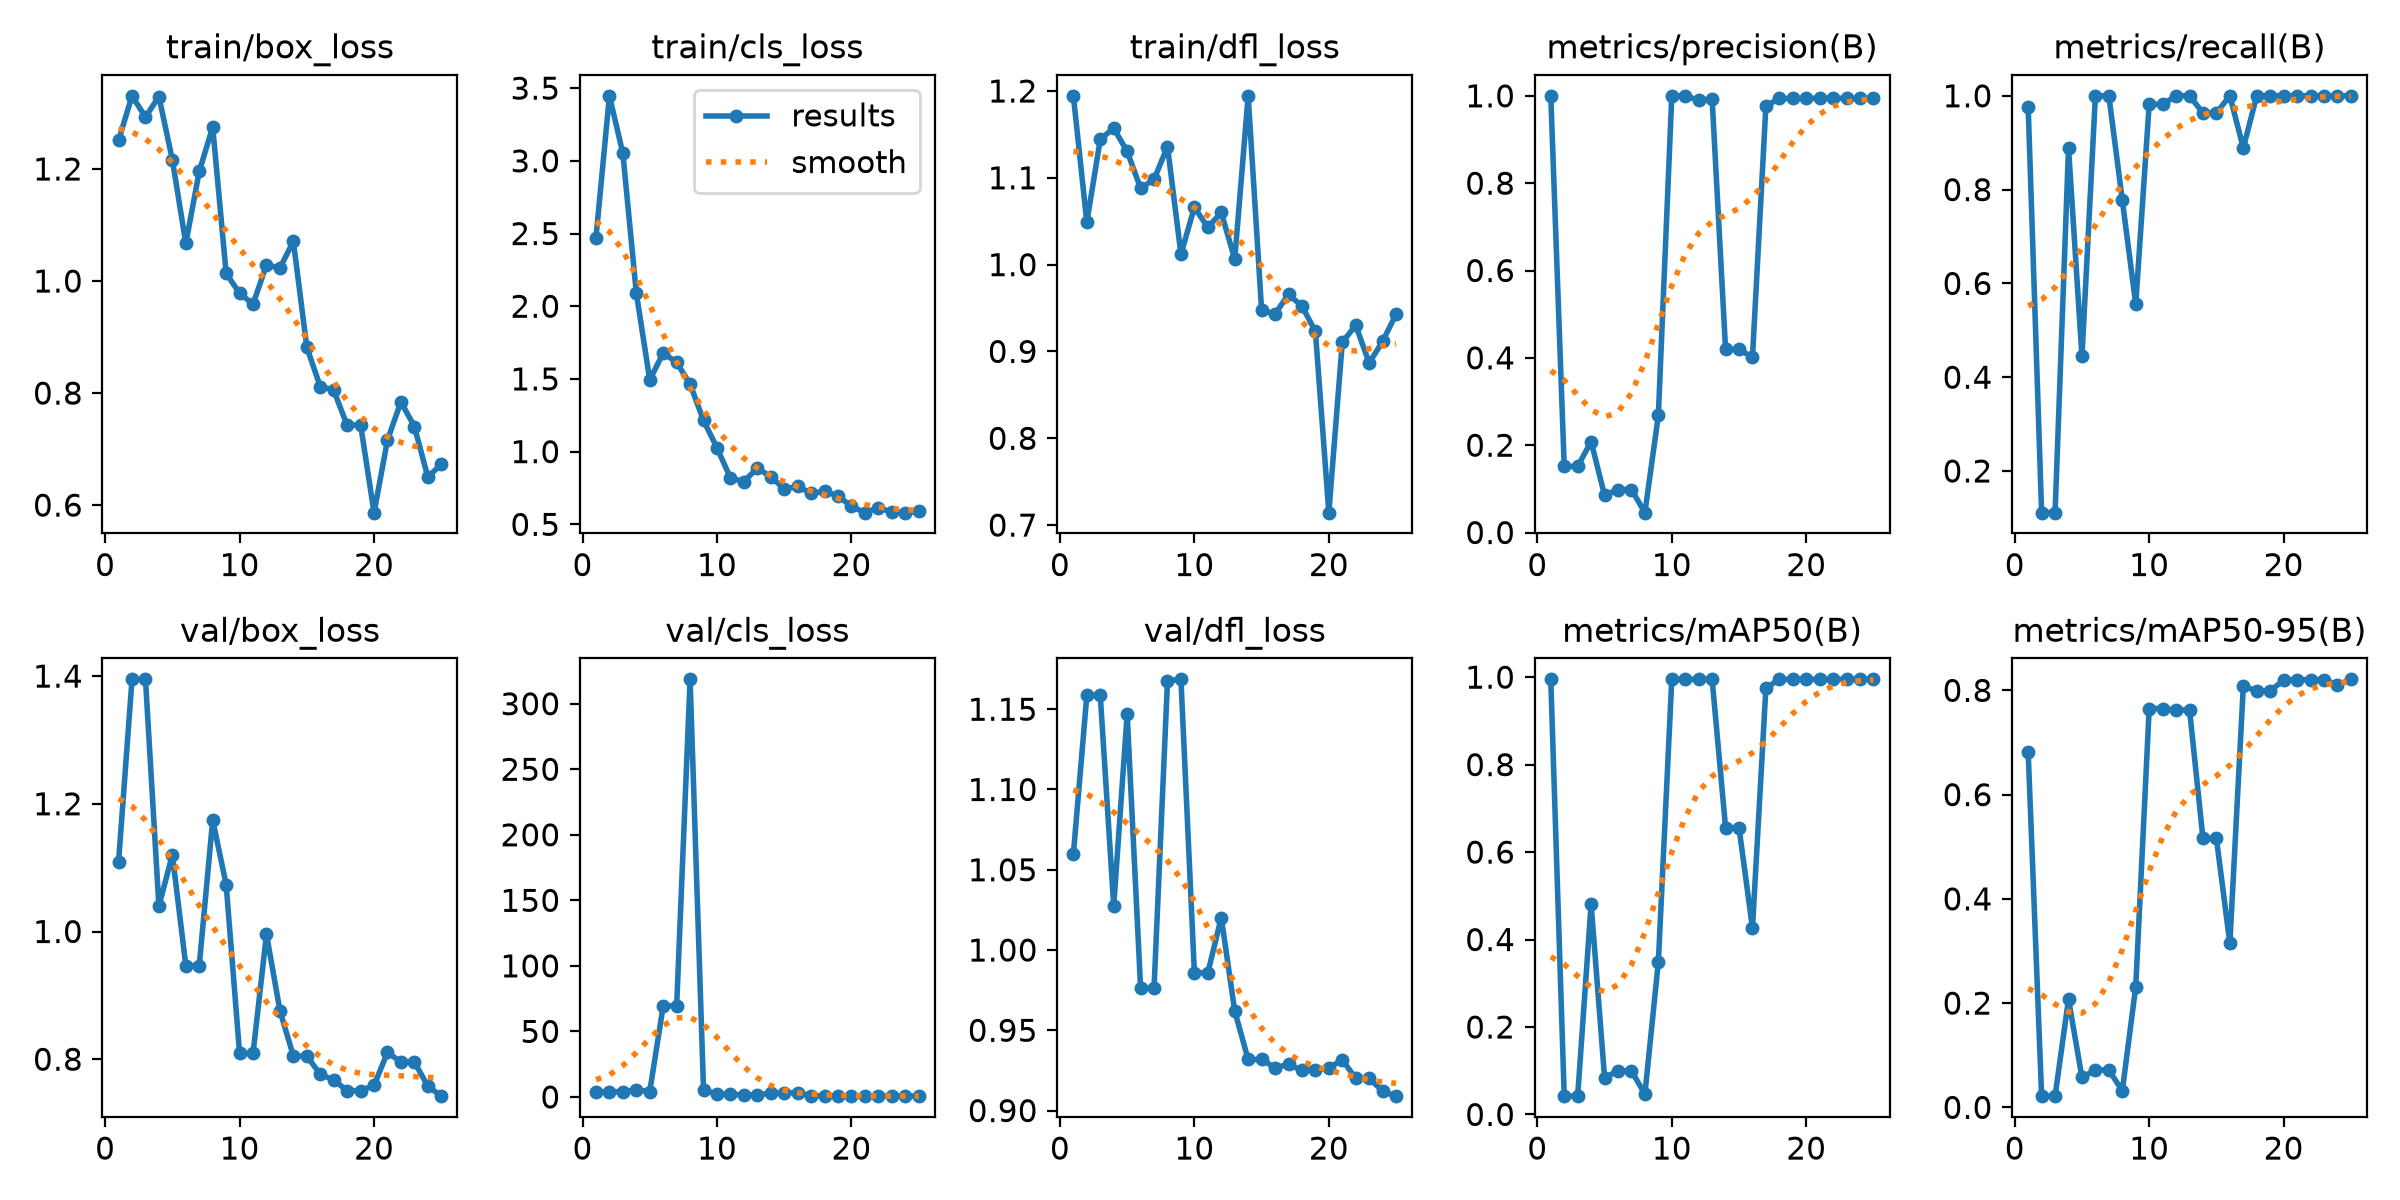 train/box_loss
train/cls_loss
train/dfl_loss
metrics/precision(B)
metrics/recall(B)
1.2
1.0
0.8
0.6
0 10 20
3.5
3.0
2.5
2.0
1.5
1.0
0.5
0 10 20
results
smooth
1.2
1.1
1.0
0.9
0.8
0.7
0 10 20
1.0
0.8
0.6
0.4
0.2
0.0
0 10 20
1.0
0.8
0.6
0.4
0.2
0 10 20
val/box_loss
val/cls_loss
val/dfl_loss
metrics/mAP50(B)
metrics/mAP50-95(B)
1.4
1.2
1.0
0.8
0 10 20
300
250
200
150
100
50
0
0 10 20
1.15
1.10
1.05
1.00
0.95
0.90
0 10 20
1.0
0.8
0.6
0.4
0.2
0.0
0 10 20
0.8
0.6
0.4
0.2
0.0
0 10 20